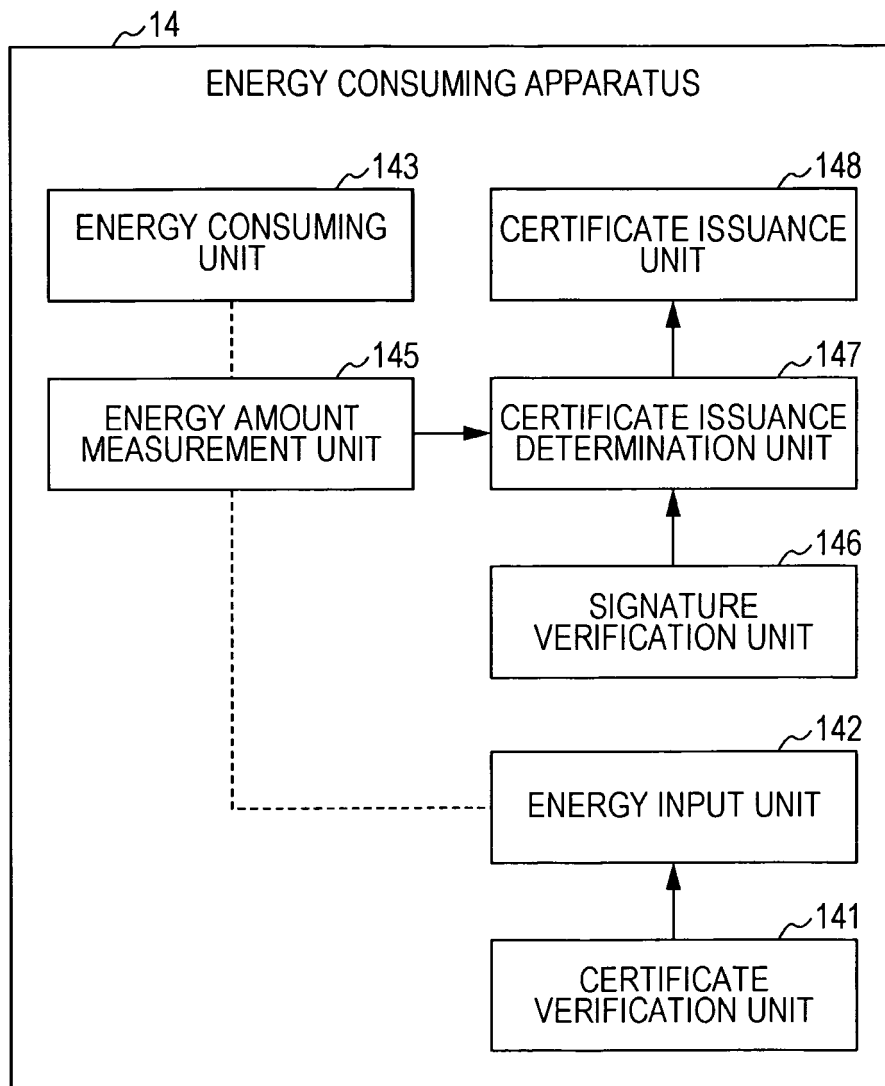 14
ENERGY CONSUMING APPARATUS
143
ENERGY CONSUMING
UNIT
148
CERTIFICATE ISSUANCE
UNIT
145
ENERGY AMOUNT
MEASUREMENT UNIT
147
CERTIFICATE ISSUANCE
DETERMINATION UNIT
146
SIGNATURE
VERIFICATION UNIT
142
ENERGY INPUT UNIT
141
CERTIFICATE
VERIFICATION UNIT